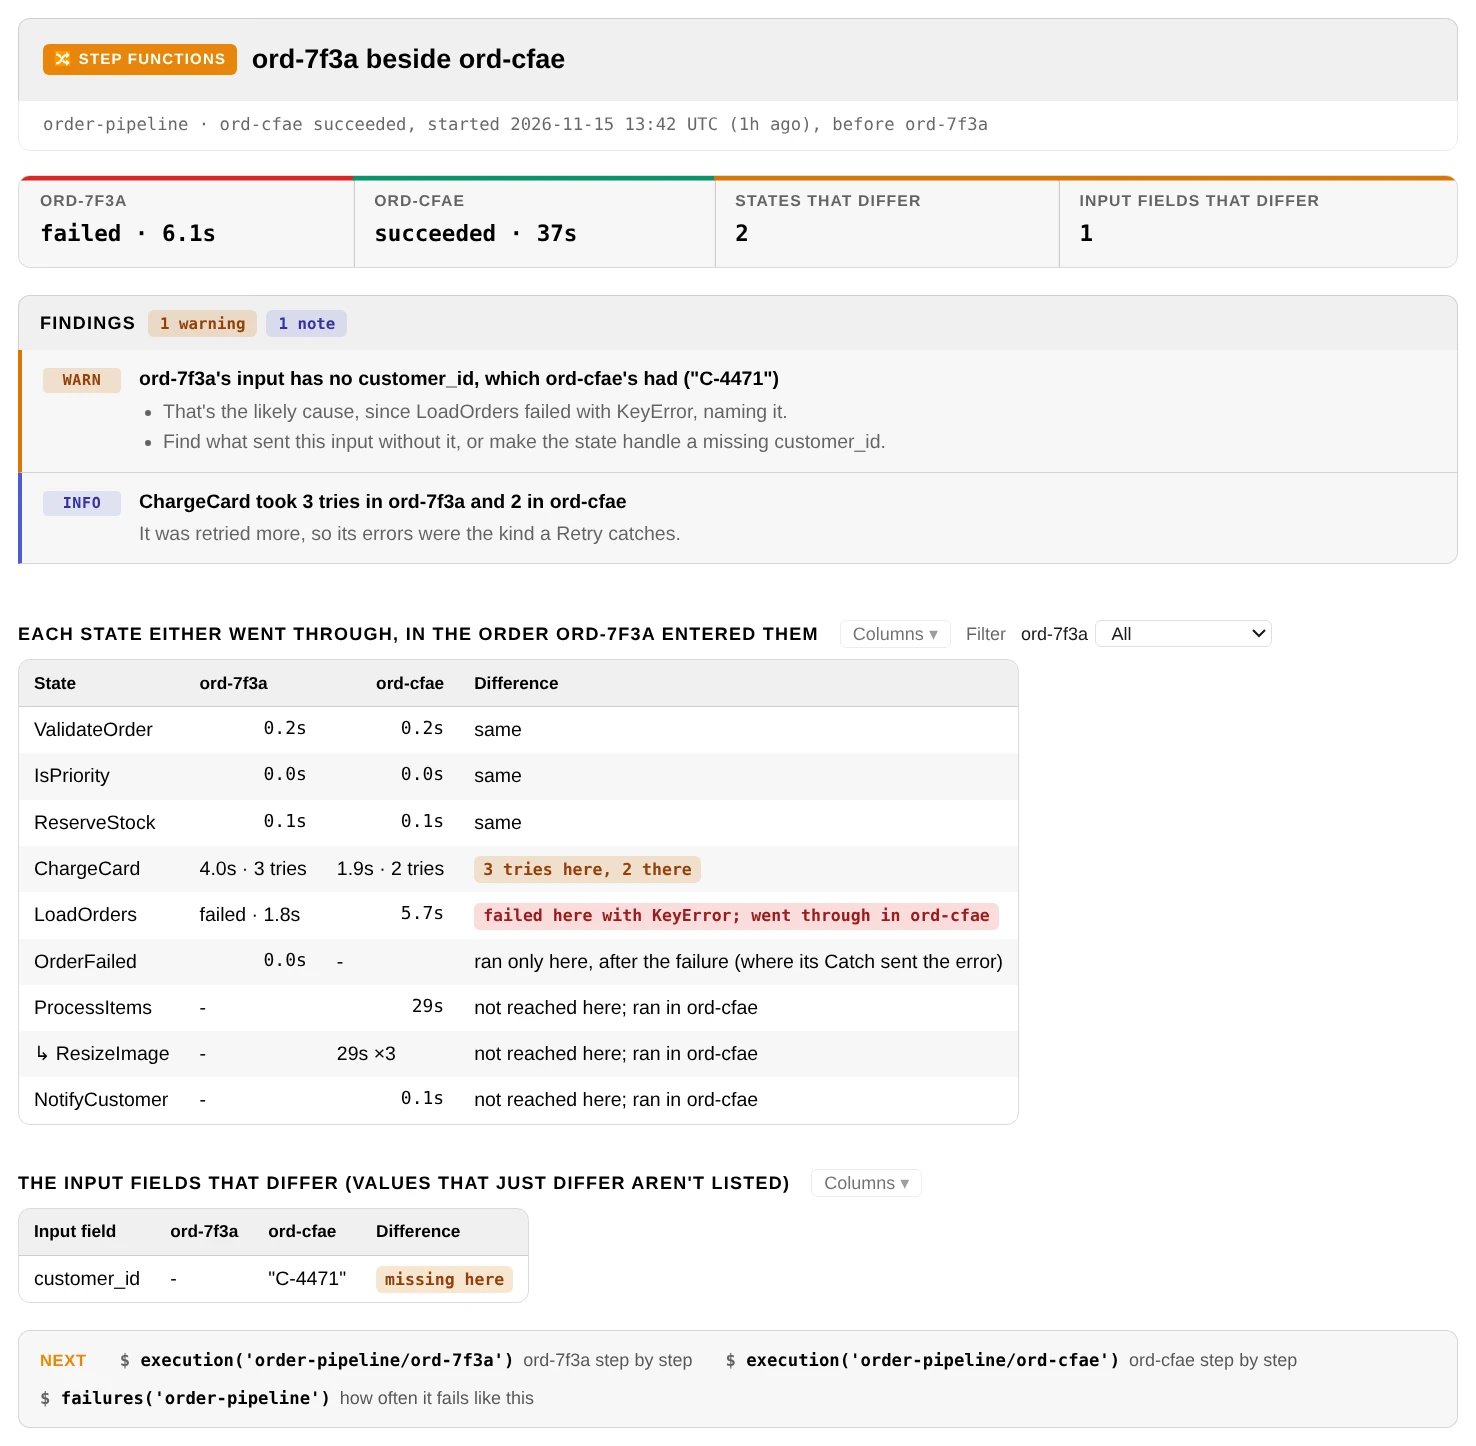 🔀 STEP FUNCTIONS ord-7f3a beside ord-cfae
order-pipeline · ord-cfae succeeded, started 2026-11-15 13:42 UTC (1h ago), before ord-7f3a
ORD-7F3A ORD-CFAE STATES THAT DIFFER INPUT FIELDS THAT DIFFER
failed · 6.1s succeeded · 37s 2 1
FINDINGS 1 warning 1 note
WARN ord-7f3a's input has no customer_id, which ord-cfae's had ("C-4471")
• That's the likely cause, since LoadOrders failed with KeyError, naming it.
• Find what sent this input without it, or make the state handle a missing customer_id.
INFO ChargeCard took 3 tries in ord-7f3a and 2 in ord-cfae
It was retried more, so its errors were the kind a Retry catches.
EACH STATE EITHER WENT THROUGH, IN THE ORDER ORD-7F3A ENTERED THEM Columns ▾ Filter ord-7f3a All
State ord-7f3a ord-cfae Difference
ValidateOrder 0.2s 0.2s same
IsPriority 0.0s 0.0s same
ReserveStock 0.1s 0.1s same
ChargeCard 4.0s · 3 tries 1.9s · 2 tries 3 tries here, 2 there
LoadOrders failed · 1.8s 5.7s failed here with KeyError; went through in ord-cfae
OrderFailed 0.0s - ran only here, after the failure (where its Catch sent the error)
ProcessItems - 29s not reached here; ran in ord-cfae
↳ ResizeImage - 29s ×3 not reached here; ran in ord-cfae
NotifyCustomer - 0.1s not reached here; ran in ord-cfae
THE INPUT FIELDS THAT DIFFER (VALUES THAT JUST DIFFER AREN'T LISTED) Columns ▾
Input field ord-7f3a ord-cfae Difference
customer_id - "C-4471" missing here
NEXT $ execution('order-pipeline/ord-7f3a') ord-7f3a step by step $ execution('order-pipeline/ord-cfae') ord-cfae step by step
$ failures('order-pipeline') how often it fails like this